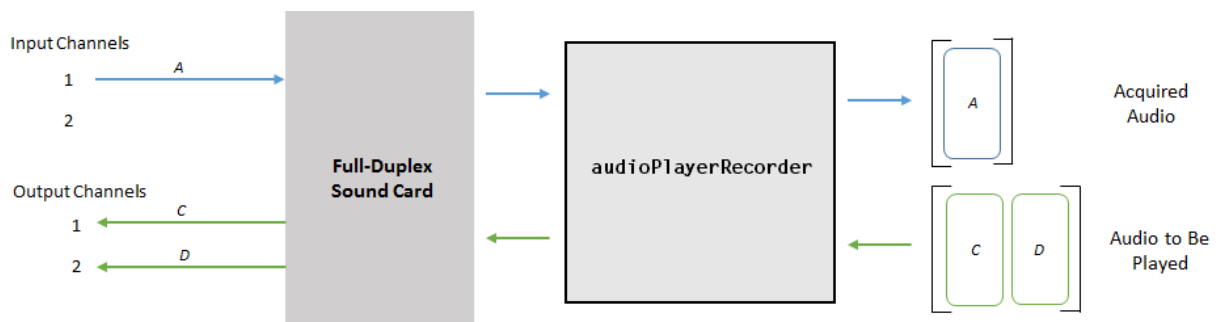 Input Channels
1
A
2
Full-Duplex
Sound Card
audioPlayerRecorder
A
Acquired
Audio
Output Channels
1
C
2
D
C
D
Audio to Be
Played